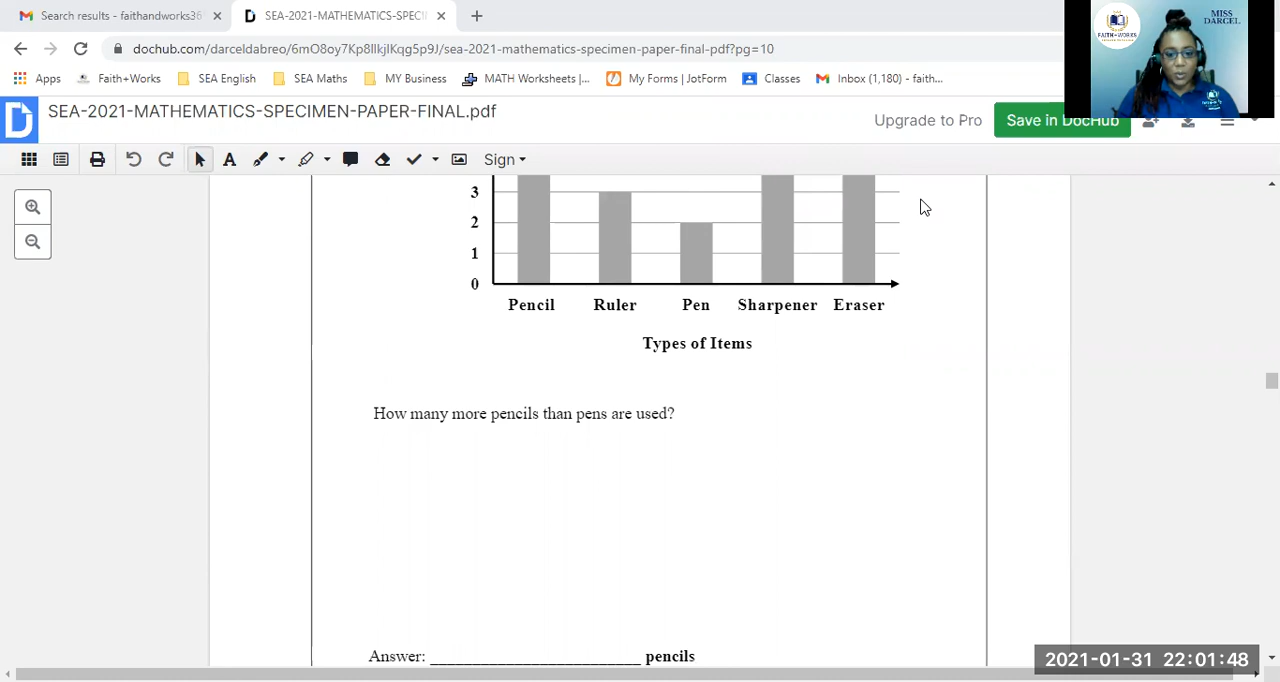 Search results - faithandworks36
SEA-2021-MATHEMATICS-SPECI
dochub.com/darceldabreo/6mO89y7Kp8llkjlKqgp9J/sea-2021-mathematics-specimen-paper-final-pdf?pg=10
Apps Faith+Works SEA English SEA Maths MY Business MATH Worksheets |... My Forms | JotForm Classes Inbox (1,180) - faith...
FAITH+WORKS
MISS DARCEL
SEA-2021-MATHEMATICS-SPECIMEN-PAPER-FINAL.pdf
Upgrade to Pro
Save in DocHub
Sign
3
2
1
0
Pencil Ruler Pen Sharpener Eraser
Types of Items
How many more pencils than pens are used?
Answer: ________________________ pencils
2021-01-31 22:01:48